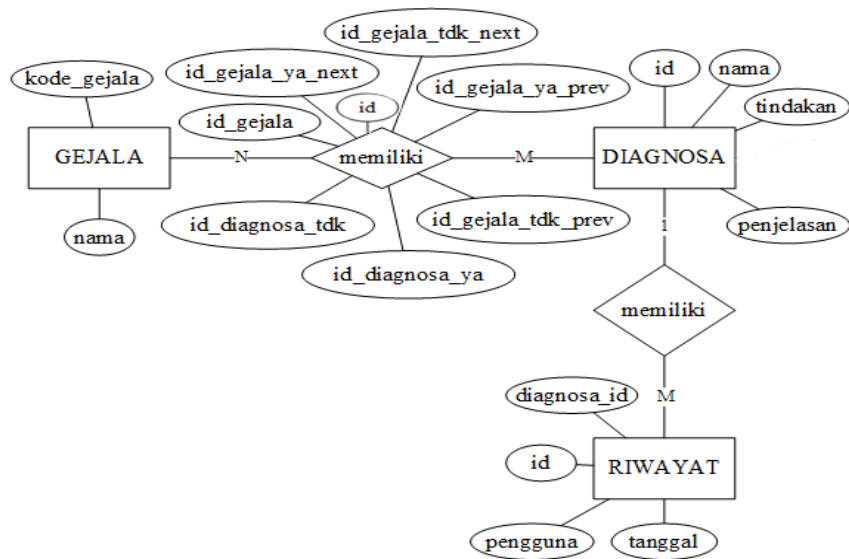 id_gejala_tdk_next
kode_gejala
id_gejala_ya_next
id
nama
id
id_gejala_ya_prev
tindakan
id_gejala
GEJALA
N
memiliki
M
DIAGNOSA
id_diagnosa_tdk
id_gejala_tdk_prev
penjelasan
nama
1
id_diagnosa_ya
memiliki
diagnosa_id
M
id
RIWAYAT
pengguna
tanggal